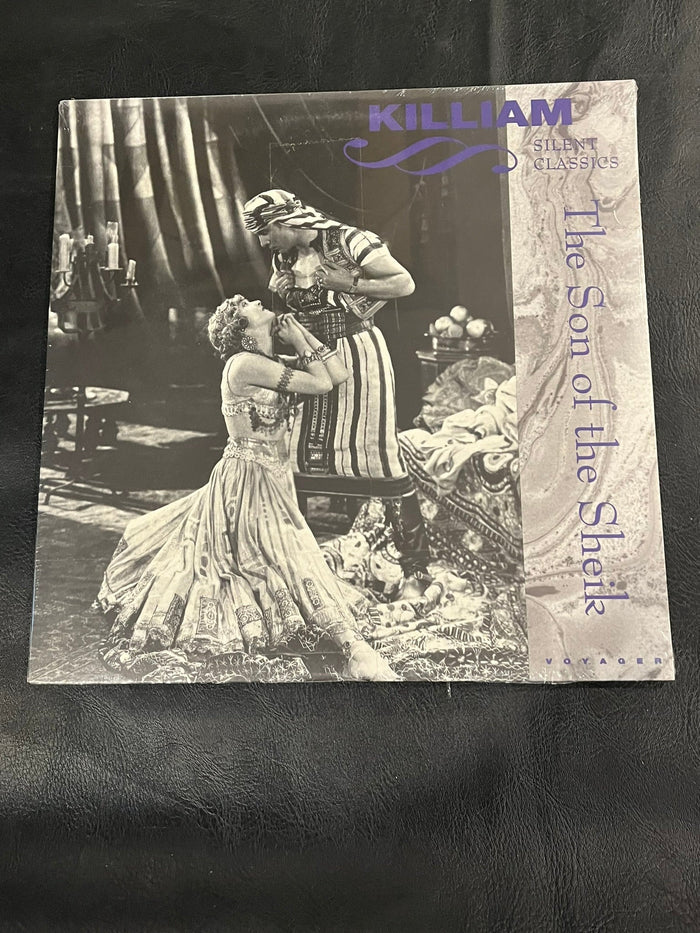 KILLIAM
SILENT
CLASSICS
The Son of the Sheik
VOYAGER